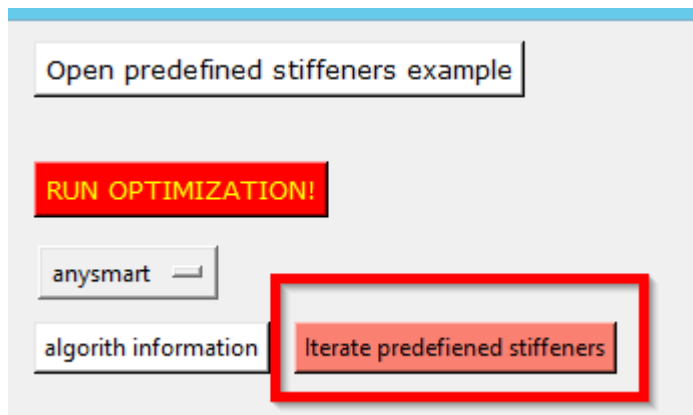 Open predefined stiffeners example
RUN OPTIMIZATION!
anysmart
algorith information
Iterate predefiened stiffeners